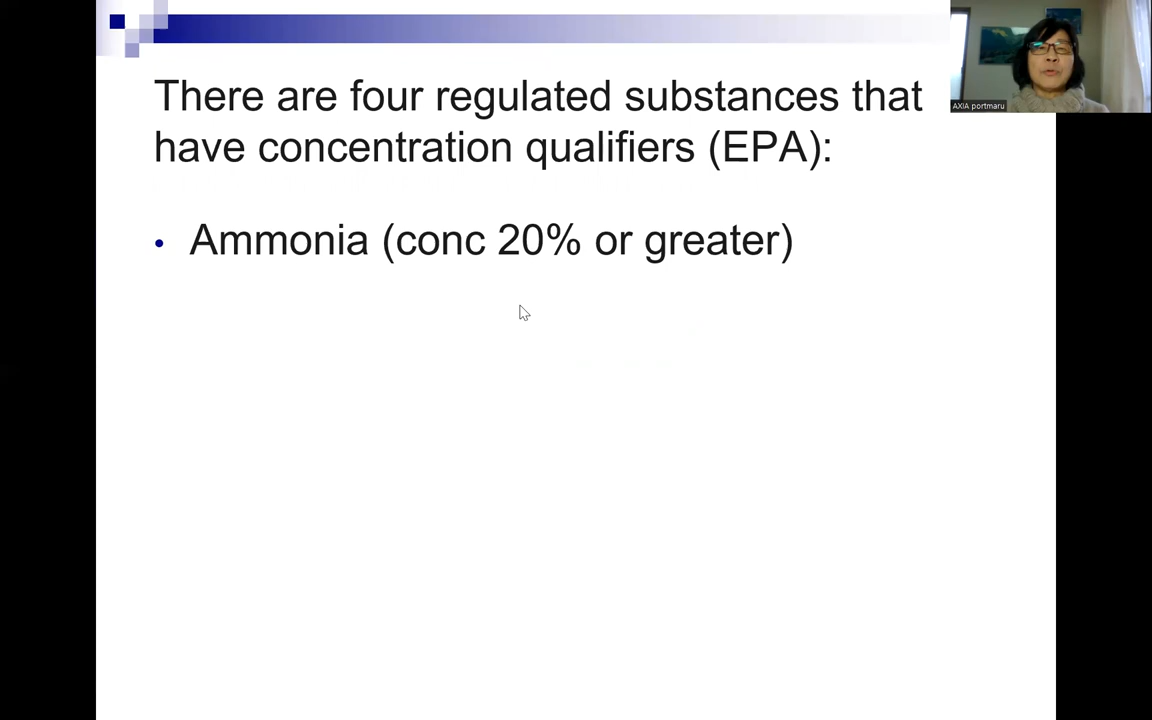 There are four regulated substances that
have concentration qualifiers (EPA):
• Ammonia (conc 20% or greater)
AXIA portmaru